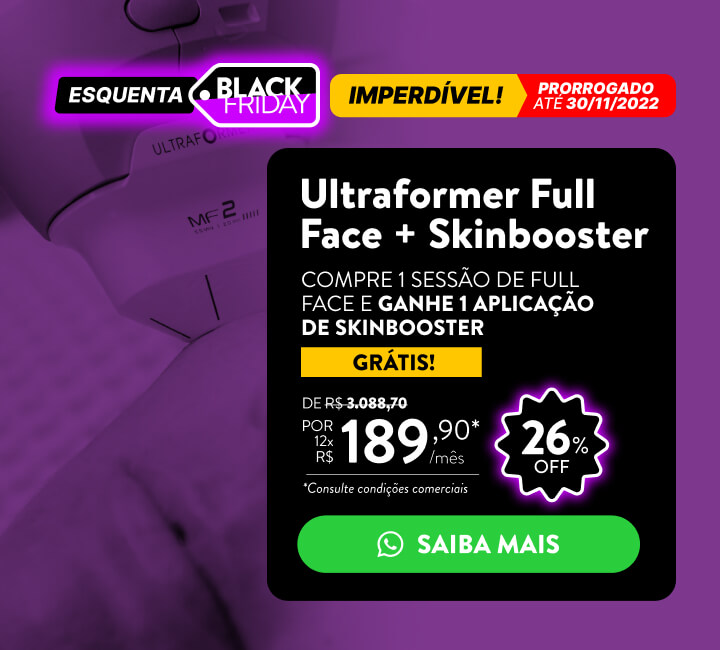 ESQUENTA
BLACK
FRIDAY
IMPERDÍVEL!
PRORROGADO
ATÉ 30/11/2022
MF2
Ultraformer Full
Face + Skinbooster
COMPRE 1 SESSÃO DE FULL
FACE E GANHE 1 APLICAÇÃO
DE SKINBOOSTER
GRÁTIS!
DE R$ 3.088,70
POR
12x
R$
189,90*
/mês
*Consulte condições comerciais
26%
OFF
SAIBA MAIS